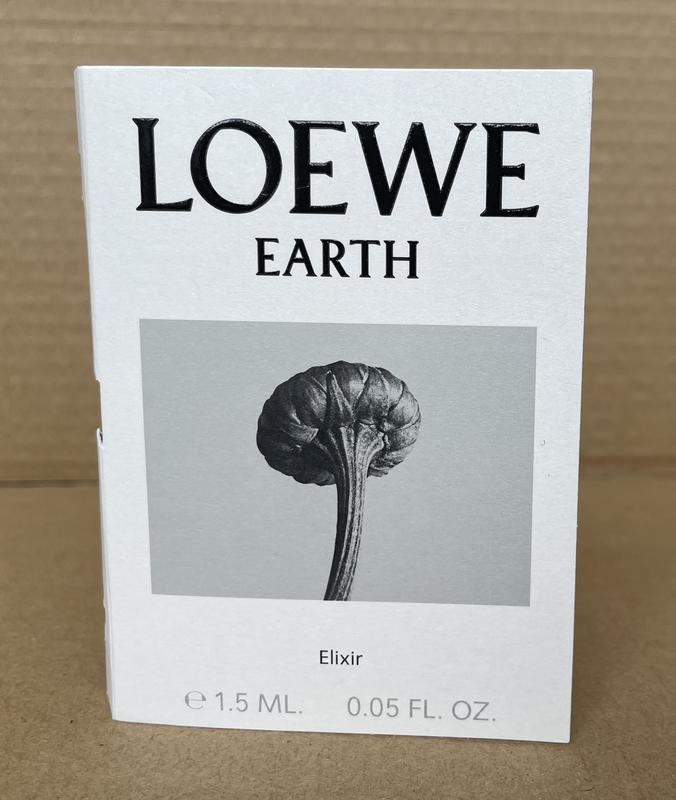 LOEWE
EARTH
Elixir
℮ 1.5 ML. 0.05 FL. OZ.